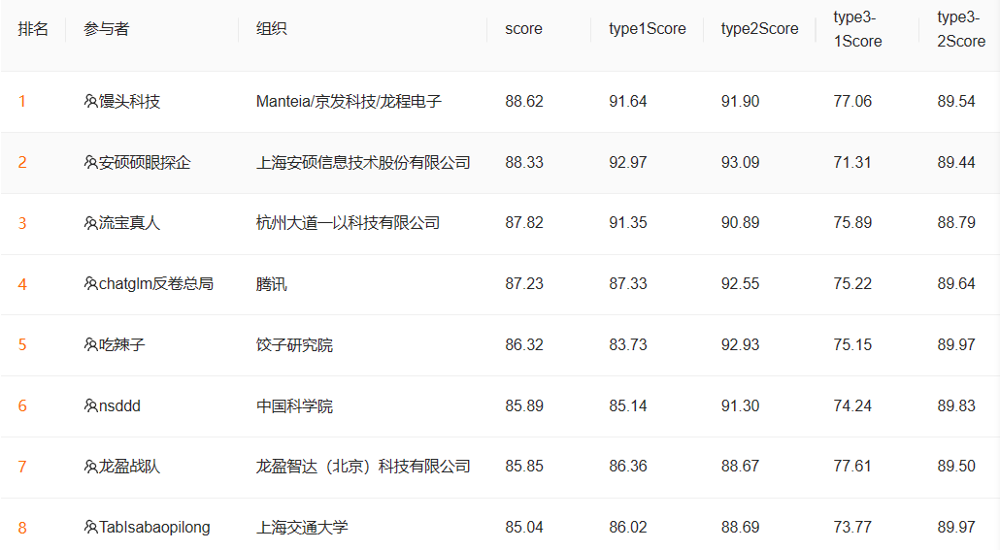 排名 参与者 组织 score type1Score type2Score type3-1Score type3-2Score
1 馒头科技 Manteia/京发科技/龙程电子 88.62 91.64 91.90 77.06 89.54
2 安硕硕眼探企 上海安硕信息技术股份有限公司 88.33 92.97 93.09 71.31 89.44
3 流宝真人 杭州大道一以科技有限公司 87.82 91.35 90.89 75.89 88.79
4 chatglm反卷总局 腾讯 87.23 87.33 92.55 75.22 89.64
5 吃辣子 饺子研究院 86.32 83.73 92.93 75.15 89.97
6 nsddd 中国科学院 85.89 85.14 91.30 74.24 89.83
7 龙盈战队 龙盈智达（北京）科技有限公司 85.85 86.36 88.67 77.61 89.50
8 Tablsabaopilong 上海交通大学 85.04 86.02 88.69 73.77 89.97